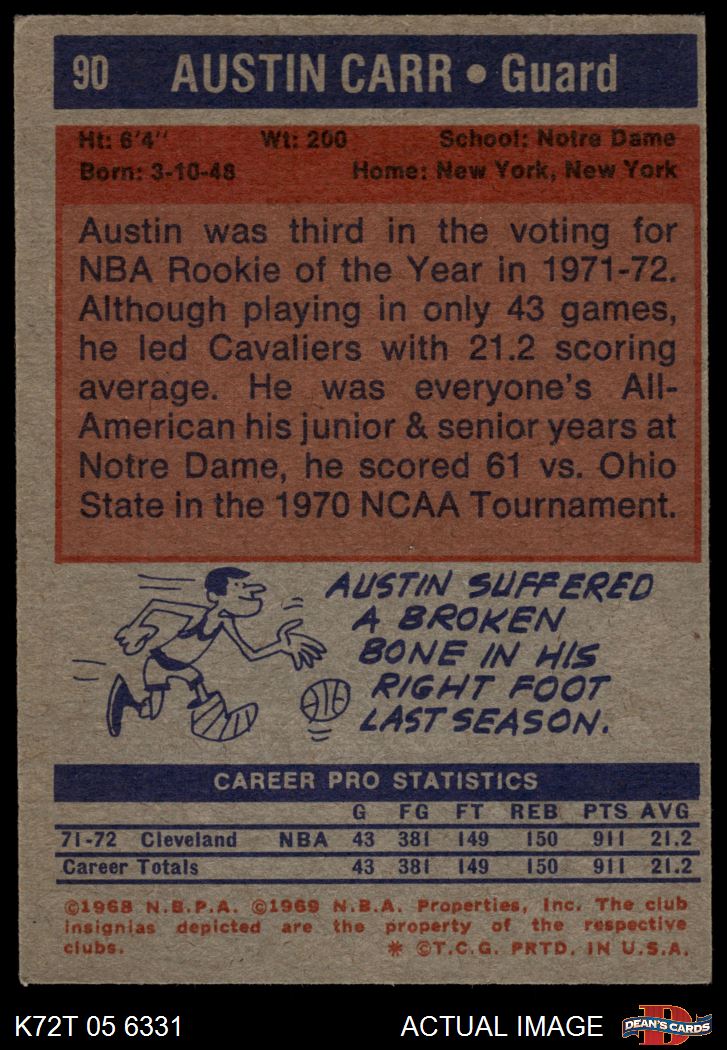 90 AUSTIN CARR • Guard
Ht: 6'4" Wt: 200 School: Notre Dame
Born: 3-10-48 Home: New York, New York
Austin was third in the voting for
NBA Rookie of the Year in 1971-72.
Although playing in only 43 games,
he led Cavaliers with 21.2 scoring
average. He was everyone's All-
American his junior & senior years at
Notre Dame, he scored 61 vs. Ohio
State in the 1970 NCAA Tournament.
AUSTIN SUFFERED
A BROKEN
BONE IN HIS
RIGHT FOOT
LAST SEASON.
CAREER PRO STATISTICS
G FG FT REB PTS AVG
71-72 Cleveland NBA 43 381 149 150 911 21.2
Career Totals 43 381 149 150 911 21.2
©1968 N.B.P.A. ©1969 N.B.A. Properties, Inc. The club
insignias depicted are the property of the respective
clubs. * ©T.C.G. PRTD. IN U.S.A.
K72T 05 6331 ACTUAL IMAGE D DEAN'S CARDS